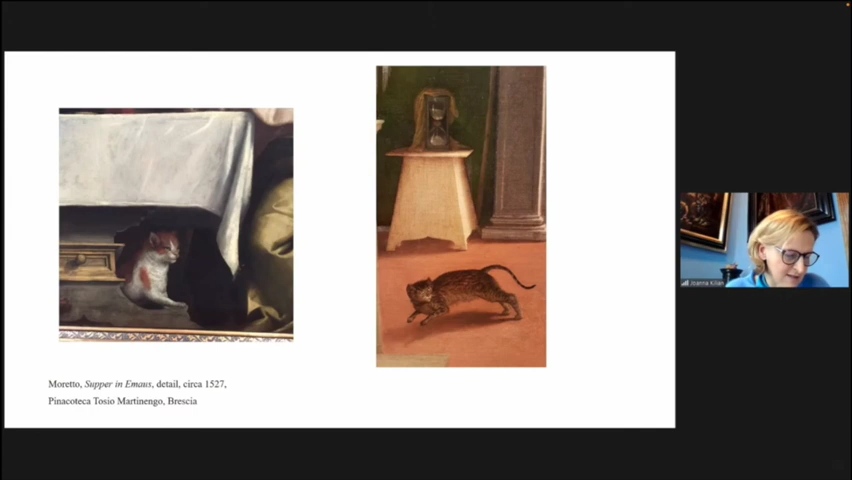 Moretto, Supper in Emaus, detail, circa 1527,
Pinacoteca Tosio Martinengo, Brescia
Joanna Kilan